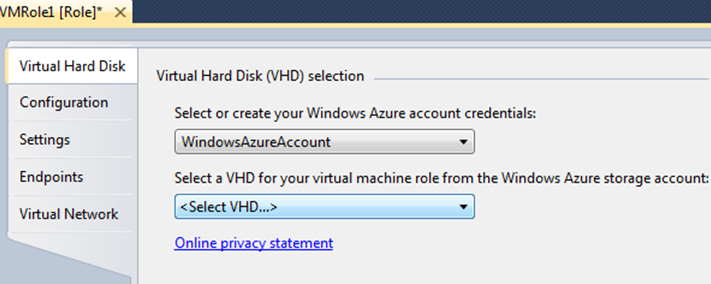 VMRole1 [Role]* X
Virtual Hard Disk
Configuration
Settings
Endpoints
Virtual Network
Virtual Hard Disk (VHD) selection
Select or create your Windows Azure account credentials:
WindowsAzureAccount
Select a VHD for your virtual machine role from the Windows Azure storage account:
<Select VHD...>
Online privacy statement